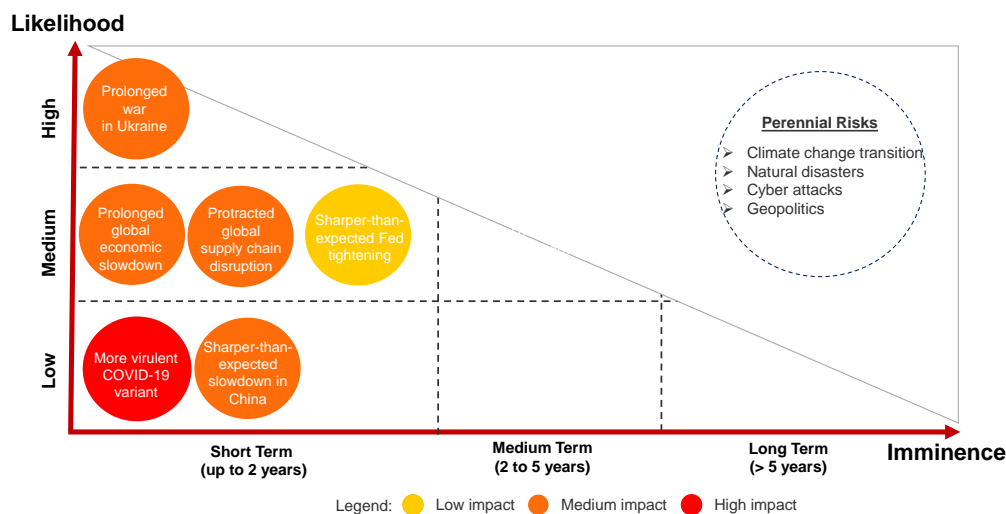 Likelihood
High
Prolonged
war
in Ukraine
Perennial Risks
➢ Climate change transition
➢ Natural disasters
➢ Cyber attacks
➢ Geopolitics
Medium
Prolonged
global
economic
slowdown
Protracted
global
supply chain
disruption
Sharper-than-
expected Fed
tightening
Low
More virulent
COVID-19
variant
Sharper-than-
expected
slowdown in
China
Short Term
(up to 2 years)
Medium Term
(2 to 5 years)
Long Term
(> 5 years)
Imminence
Legend: Low impact Medium impact High impact